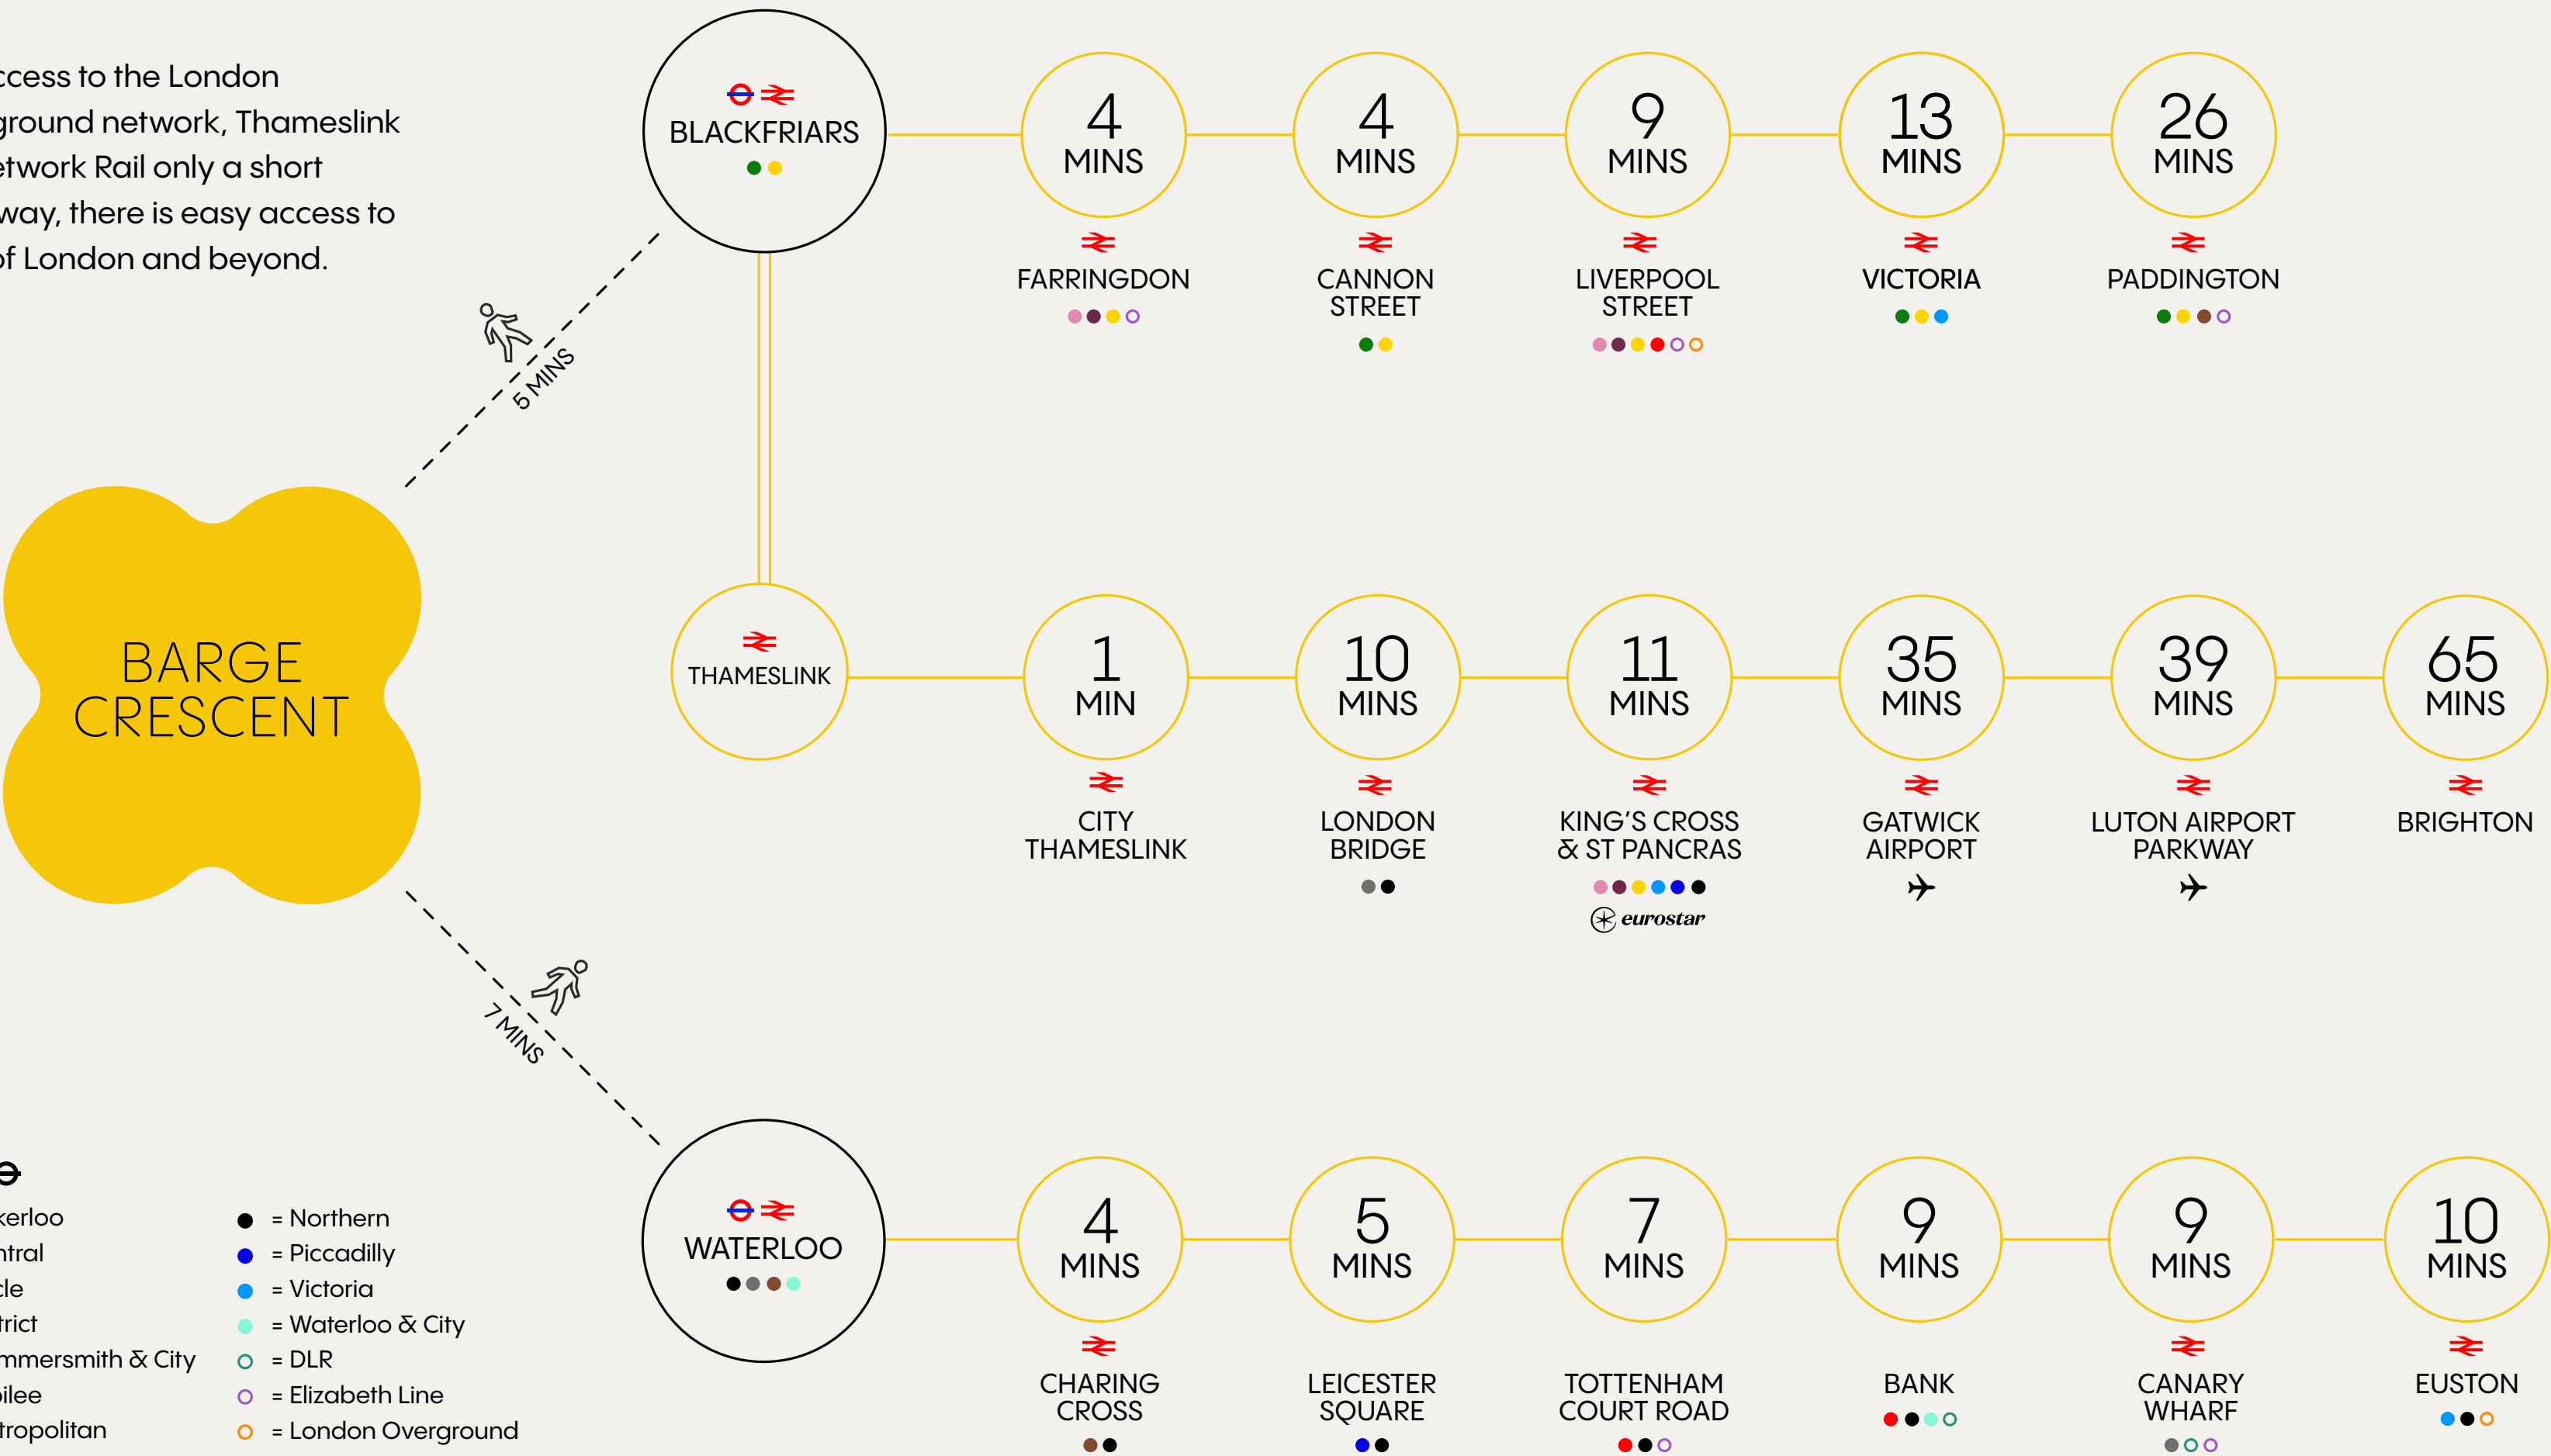 ccess to the London
ground network, Thameslink
etwork Rail only a short
way, there is easy access to
of London and beyond.
BLACKFRIARS
4
MINS
FARRINGDON
4
MINS
CANNON
STREET
9
MINS
LIVERPOOL
STREET
13
MINS
VICTORIA
26
MINS
PADDINGTON
5 MINS
BARGE
CRESCENT
THAMESLINK
1
MIN
CITY
THAMESLINK
10
MINS
LONDON
BRIDGE
11
MINS
KING'S CROSS
& ST PANCRAS
eurostar
35
MINS
GATWICK
AIRPORT
39
MINS
LUTON AIRPORT
PARKWAY
65
MINS
BRIGHTON
7 MINS
WATERLOO
4
MINS
CHARING
CROSS
5
MINS
LEICESTER
SQUARE
7
MINS
TOTTENHAM
COURT ROAD
9
MINS
BANK
9
MINS
CANARY
WHARF
10
MINS
EUSTON
kerloo
ntral
cle
trict
mmersmith & City
bilee
tropolitan
= Northern
= Piccadilly
= Victoria
= Waterloo & City
= DLR
= Elizabeth Line
= London Overground